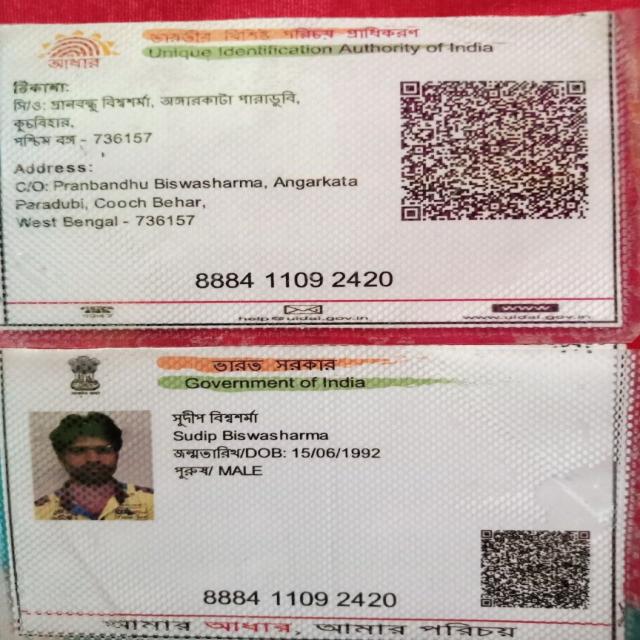 ভারতীয় বিশিষ্ট পরিচয় প্রাধিকরণ
Unique Identification Authority of India
আধার
ঠিকানা:
সি/ও: প্রানবন্ধু বিশ্বশর্মা, অঙ্গারকাটা পারাডুবি,
কুচবিহার,
পশ্চিম বঙ্গ - 736157
Address:
C/O: Pranbandhu Biswasharma, Angarkata
Paradubi, Cooch Behar,
West Bengal - 736157
8884 1109 2420
1947
help@uidai.gov.in
www
www.uidai.gov.in
ভারত সরকার
Government of India
সুদীপ বিশ্বশর্মা
Sudip Biswasharma
জন্মতারিখ/DOB: 15/06/1992
পুরুষ/ MALE
8884 1109 2420
আমার আধার, আমার পরিচয়